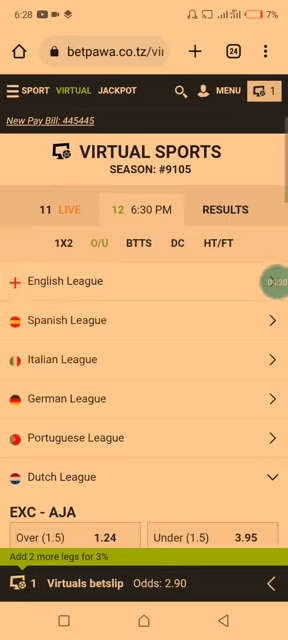 6:28
7%
betpawa.co.tz/vi
24
SPORT VIRTUAL JACKPOT MENU 1
New Pay Bill: 445445
VIRTUAL SPORTS
SEASON: #9105
11 LIVE 12 6:30 PM RESULTS
1X2 O/U BTTS DC HT/FT
English League
Spanish League
Italian League
German League
Portuguese League
Dutch League
EXC - AJA
Over (1.5) 1.24 Under (1.5) 3.95
Add 2 more legs for 3%
1 Virtuals betslip Odds: 2.90